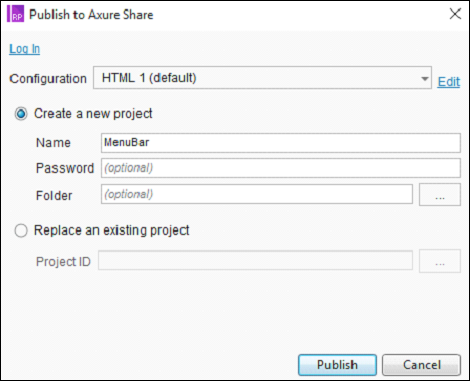 RP Publish to Axure Share
Log In
Configuration HTML 1 (default) Edit
Create a new project
Name MenuBar
Password (optional)
Folder (optional) ...
Replace an existing project
Project ID ...
Publish Cancel